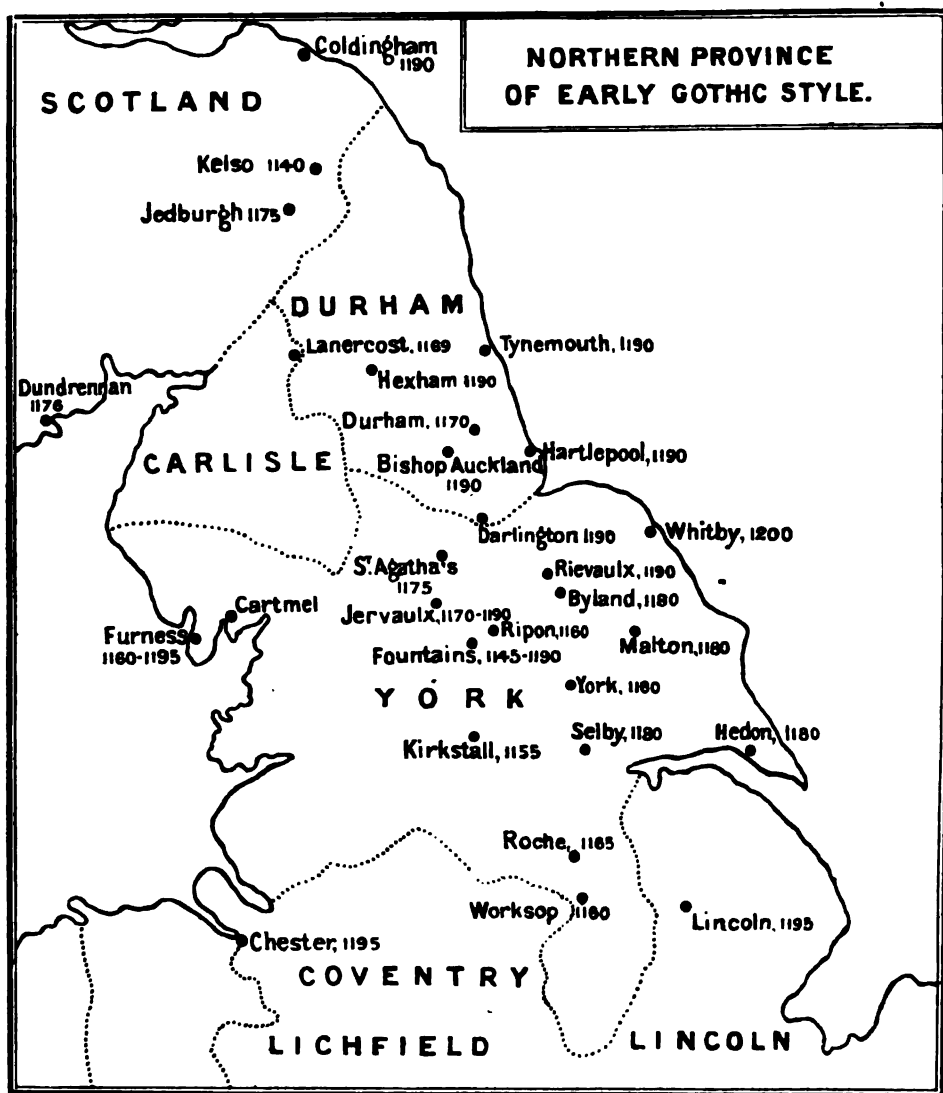 NORTHERN PROVINCE
OF EARLY GOTHIC STYLE.
Coldingham
1190
SCOTLAND
Kelso 1140
Jedburgh 1175
DURHAM
Lanercost, 1169
Tynemouth, 1190
Hexham 1190
Dundrennan
1176
Durham, 1170
CARLISLE
Bishop Auckland
1190
Hartlepool, 1190
Darlington 1190
Whitby, 1200
St. Agatha's
1175
Rievaulx, 1190
Byland, 1180
Jervaulx, 1170-1190
Cartmel
Furness
1160-1195
Ripon, 1160
Fountains, 1145-1190
Malton, 1180
YORK
York, 1160
Selby, 1180
Hedon, 1180
Kirkstall, 1155
Roche, 1165
Worksop 1160
Lincoln, 1195
Chester, 1195
COVENTRY
LICHFIELD
LINCOLN